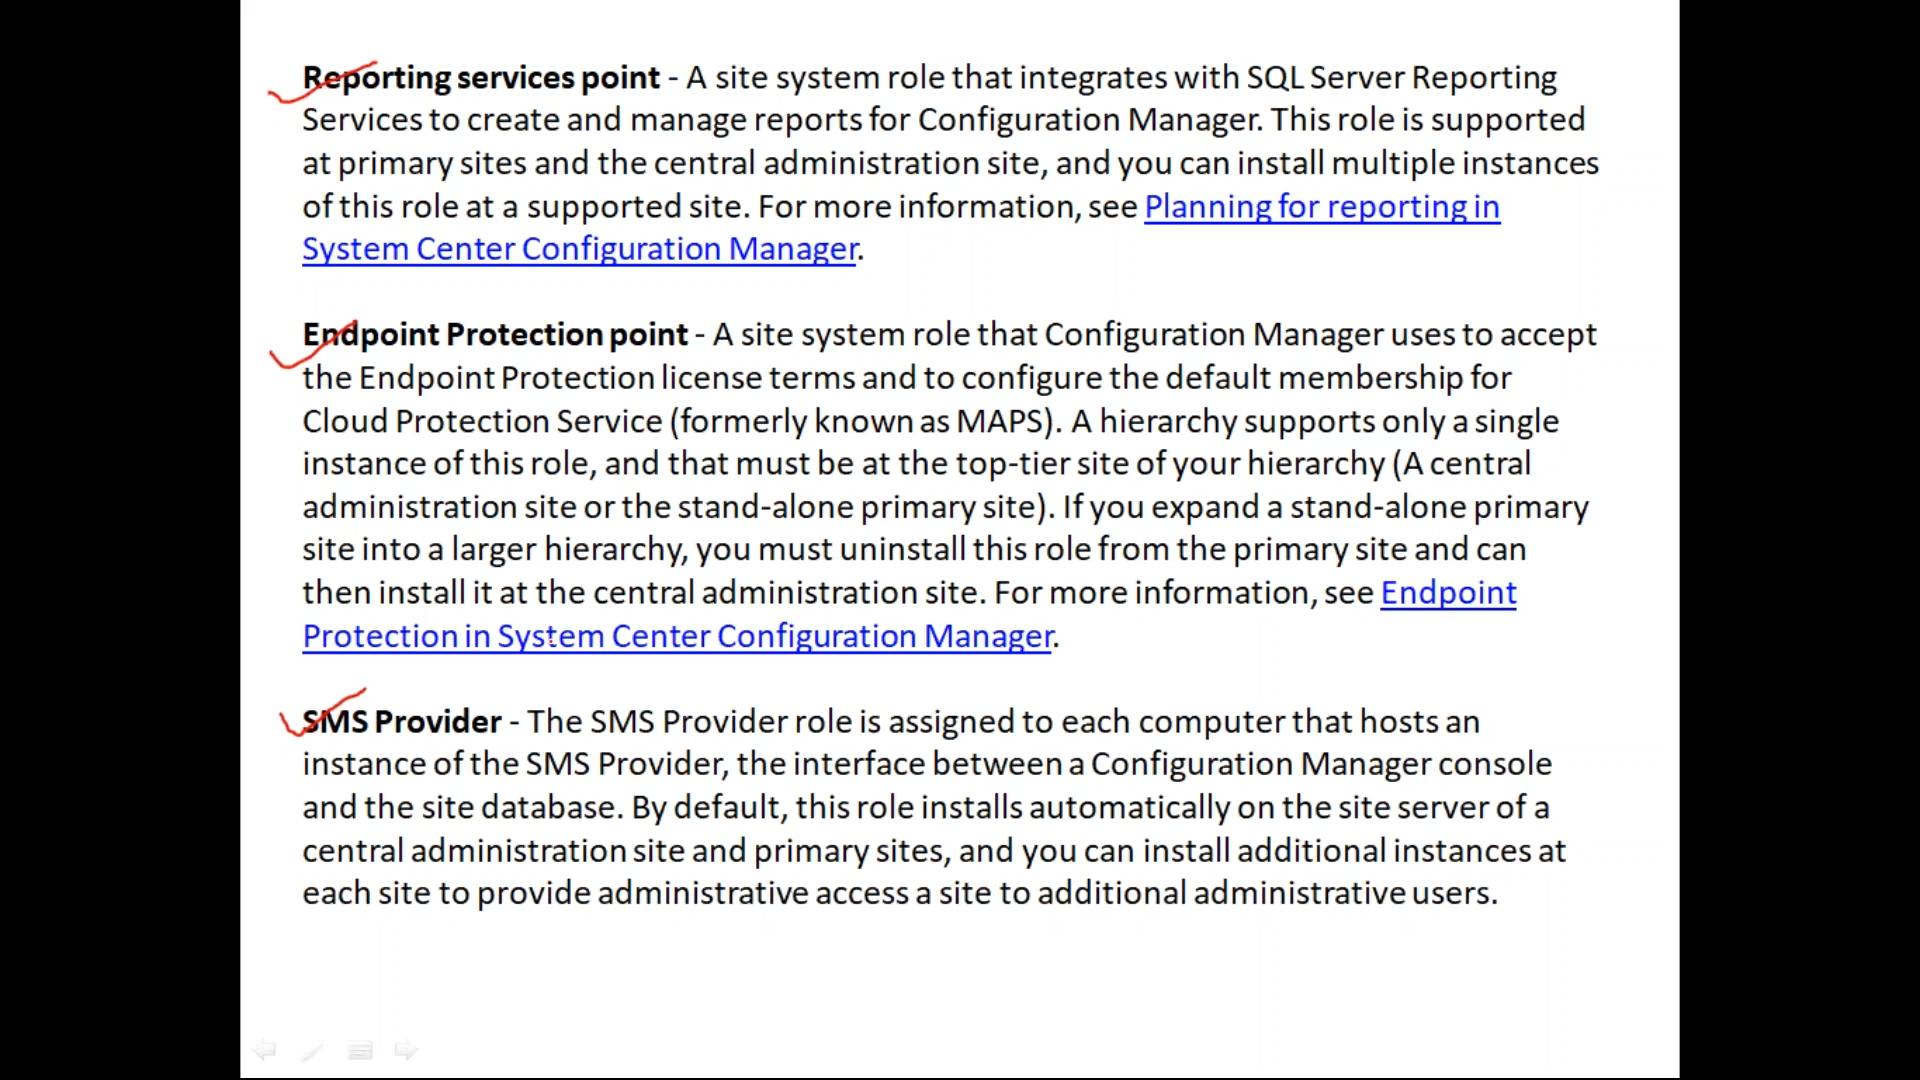 Reporting services point - A site system role that integrates with SQL Server Reporting
Services to create and manage reports for Configuration Manager. This role is supported
at primary sites and the central administration site, and you can install multiple instances
of this role at a supported site. For more information, see Planning for reporting in
System Center Configuration Manager.
Endpoint Protection point - A site system role that Configuration Manager uses to accept
the Endpoint Protection license terms and to configure the default membership for
Cloud Protection Service (formerly known as MAPS). A hierarchy supports only a single
instance of this role, and that must be at the top-tier site of your hierarchy (A central
administration site or the stand-alone primary site). If you expand a stand-alone primary
site into a larger hierarchy, you must uninstall this role from the primary site and can
then install it at the central administration site. For more information, see Endpoint
Protection in System Center Configuration Manager.
SMS Provider - The SMS Provider role is assigned to each computer that hosts an
instance of the SMS Provider, the interface between a Configuration Manager console
and the site database. By default, this role installs automatically on the site server of a
central administration site and primary sites, and you can install additional instances at
each site to provide administrative access a site to additional administrative users.